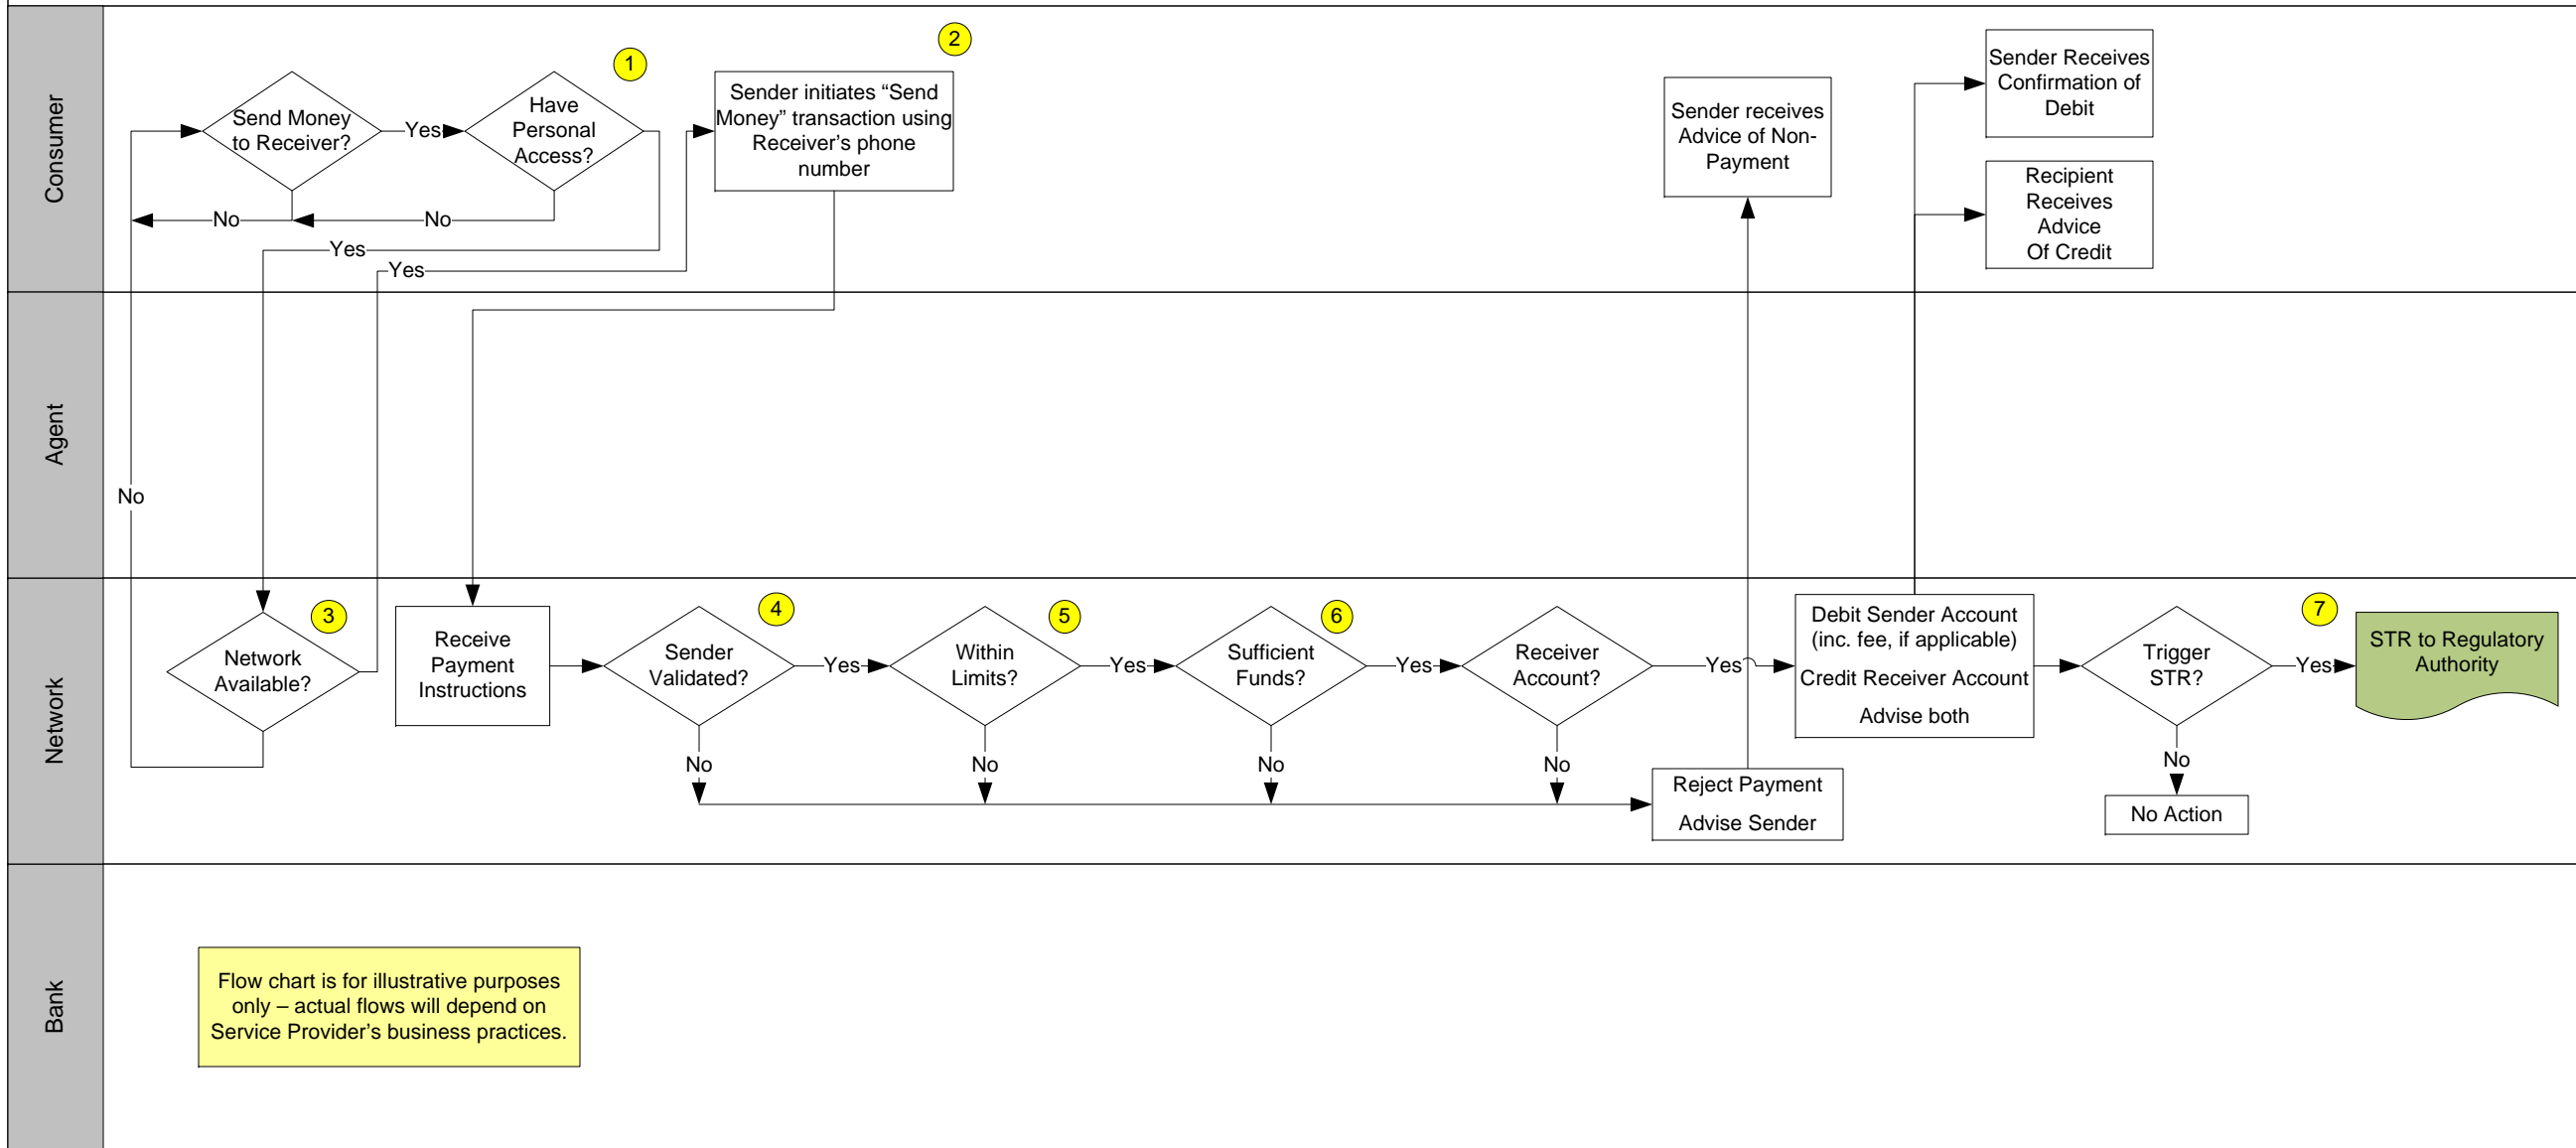 Consumer
1
2
Send Money
to Receiver?
Yes
Have
Personal
Access?
Sender initiates “Send
Money” transaction using
Receiver’s phone
number
Sender receives
Advice of Non-
Payment
Sender Receives
Confirmation of
Debit
Recipient
Receives
Advice
Of Credit
No
No
Yes
Yes
Agent
No
Network
Network
Available?
3
Receive
Payment
Instructions
Sender
Validated?
4
Yes
Within
Limits?
5
Yes
Sufficient
Funds?
6
Yes
Receiver
Account?
Yes
Debit Sender Account
(inc. fee, if applicable)
Credit Receiver Account
Advise both
Trigger
STR?
7
Yes
STR to Regulatory
Authority
No
No
No
No
No
Reject Payment
Advise Sender
No Action
Bank
Flow chart is for illustrative purposes
only – actual flows will depend on
Service Provider’s business practices.